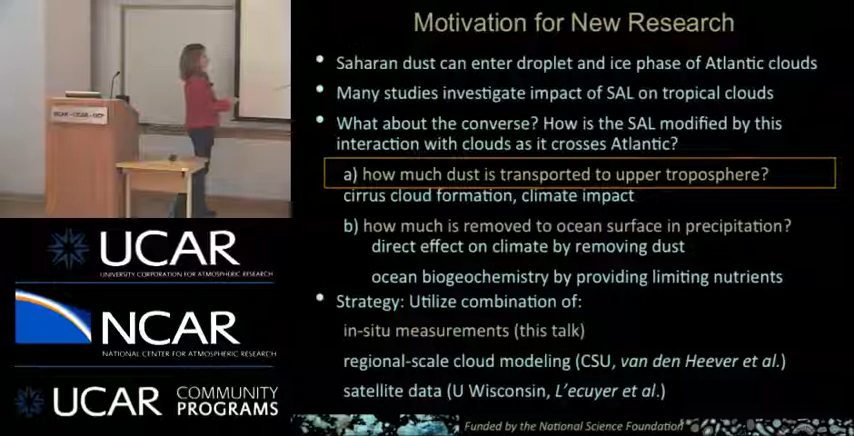 Motivation for New Research
Saharan dust can enter droplet and ice phase of Atlantic clouds
Many studies investigate impact of SAL on tropical clouds
What about the converse? How is the SAL modified by this
interaction with clouds as it crosses Atlantic?
a) how much dust is transported to upper troposphere?
cirrus cloud formation, climate impact
b) how much is removed to ocean surface in precipitation?
direct effect on climate by removing dust
ocean biogeochemistry by providing limiting nutrients
Strategy: Utilize combination of:
in-situ measurements (this talk)
regional-scale cloud modeling (CSU, van den Heever et al.)
satellite data (U Wisconsin, L'ecuyer et al.)
Funded by the National Science Foundation
NCAR - UCAR - UCP
UCAR
UNIVERSITY CORPORATION FOR ATMOSPHERIC RESEARCH
NCAR
NATIONAL CENTER FOR ATMOSPHERIC RESEARCH
UCAR COMMUNITY
PROGRAMS